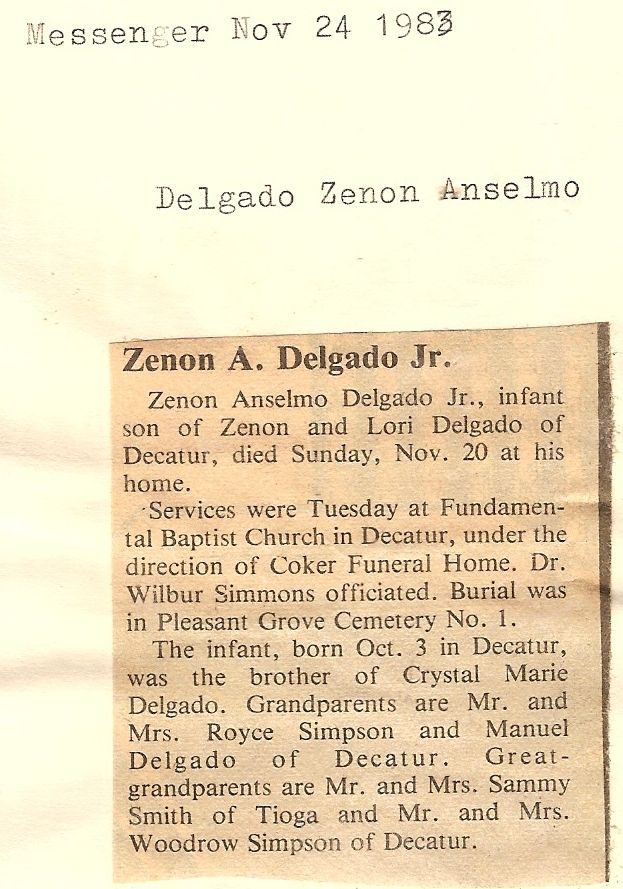 Messenger Nov 24 1983
Delgado Zenon Anselmo
Zenon A. Delgado Jr.
Zenon Anselmo Delgado Jr., infant
son of Zenon and Lori Delgado of
Decatur, died Sunday, Nov. 20 at his
home.
Services were Tuesday at Fundamen-
tal Baptist Church in Decatur, under the
direction of Coker Funeral Home. Dr.
Wilbur Simmons officiated. Burial was
in Pleasant Grove Cemetery No. 1.
The infant, born Oct. 3 in Decatur,
was the brother of Crystal Marie
Delgado. Grandparents are Mr. and
Mrs. Royce Simpson and Manuel
Delgado of Decatur. Great-
grandparents are Mr. and Mrs. Sammy
Smith of Tioga and Mr. and Mrs.
Woodrow Simpson of Decatur.